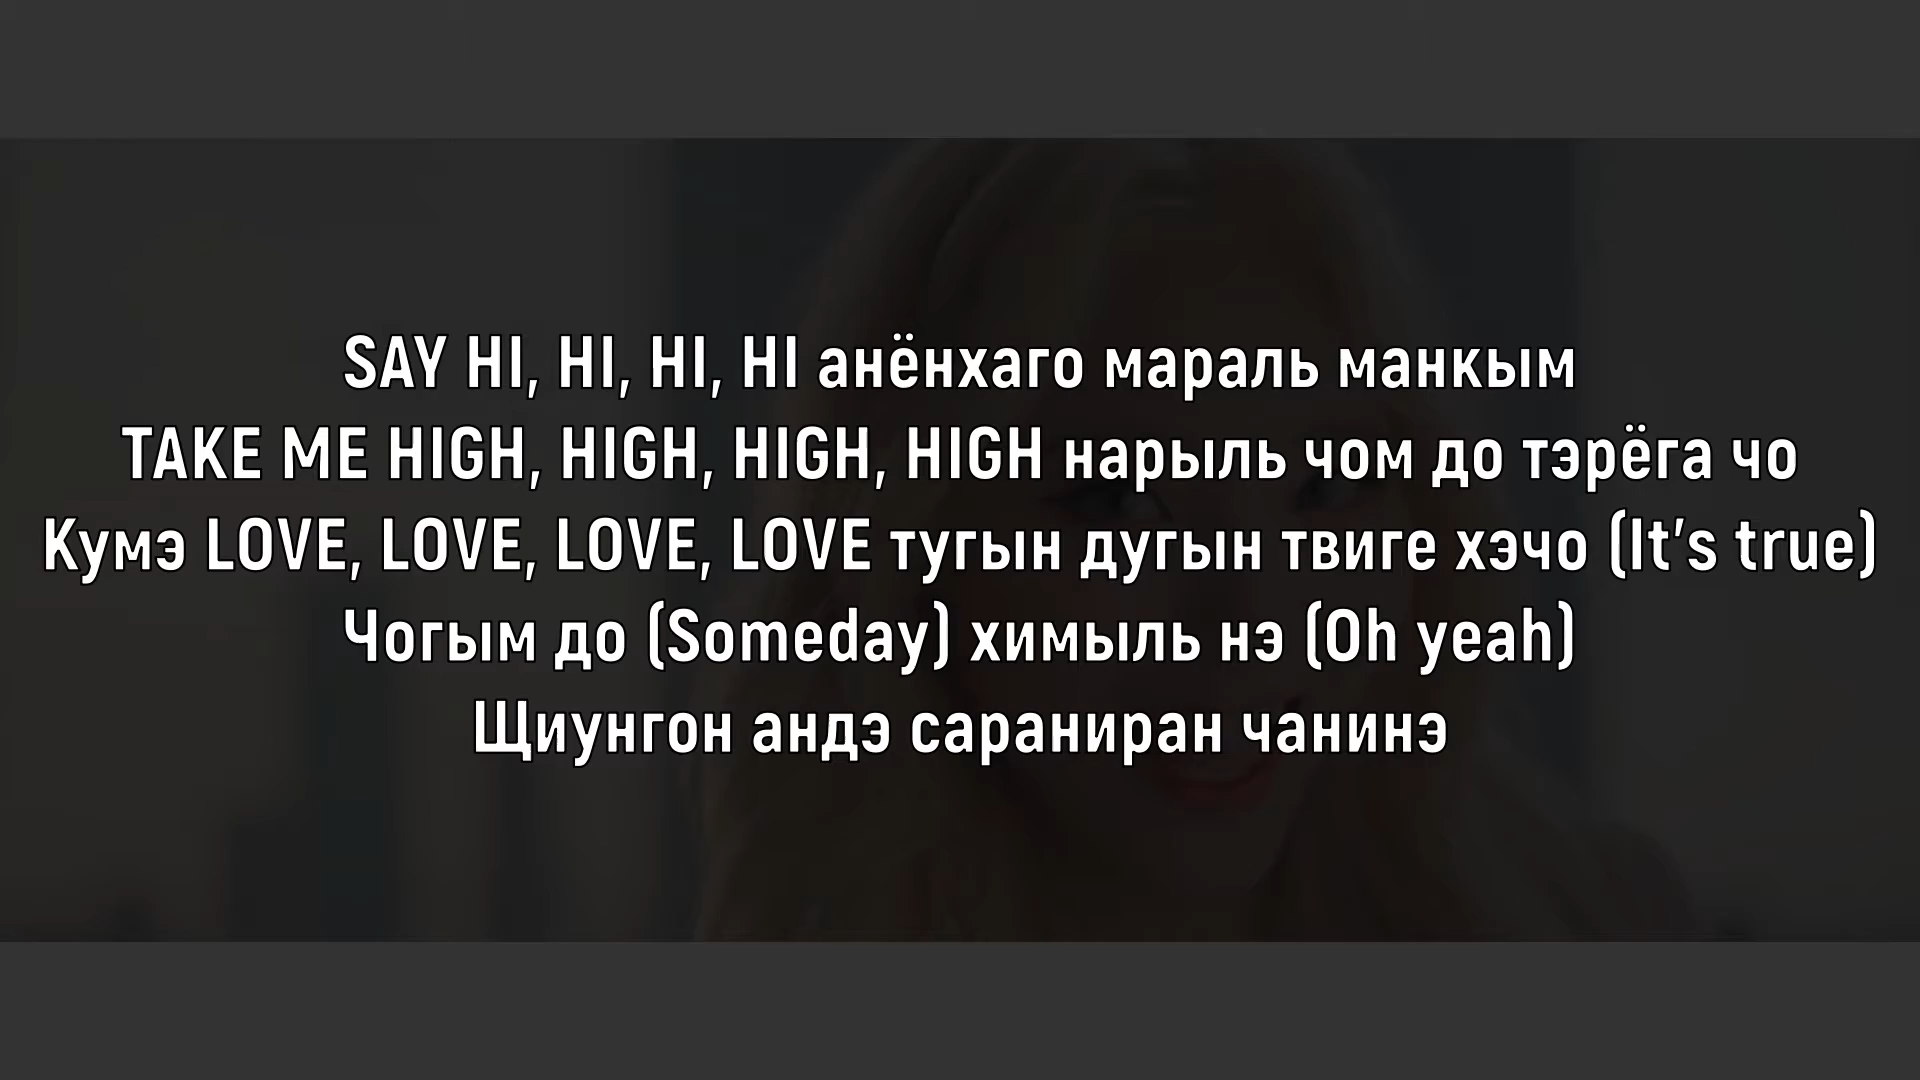 SAY HI, HI, HI, HI анёнхаго мараль манкым
TAKE ME HIGH, HIGH, HIGH, HIGH нарыль чом до тэрёга чо
Кумэ LOVE, LOVE, LOVE, LOVE тугын дугын твиге хэчо (It's true)
Чогым до (Someday) химыль нэ (Oh yeah)
Щиунгон андэ сараниран чанинэ